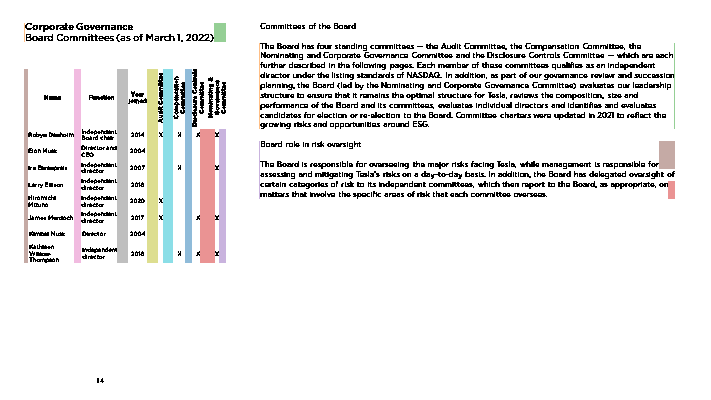 Corporate Governance
Board Committees (as of March 1, 2022)
Name Function Year joined Audit Committee Compensation Committee Disclosure Controls Committee Nominating & Governance Committee
Robyn Denholm Independent Board chair 2014 X X X X
Elon Musk Director and CEO 2004
Ira Ehrenpreis Independent director 2007 X X
Larry Ellison Independent director 2018
Hiromichi Mizuno Independent director 2020 X
James Murdoch Independent director 2017 X X X
Kimbal Musk Director 2004
Kathleen Wilson-Thompson Independent director 2018 X X X
14
Committees of the Board
The Board has four standing committees — the Audit Committee, the Compensation Committee, the
Nominating and Corporate Governance Committee and the Disclosure Controls Committee — which are each
further described in the following pages. Each member of these committees qualifies as an independent
director under the listing standards of NASDAQ. In addition, as part of our governance review and succession
planning, the Board (led by the Nominating and Corporate Governance Committee) evaluates our leadership
structure to ensure that it remains the optimal structure for Tesla, reviews the composition, size and
performance of the Board and its committees, evaluates individual directors and identifies and evaluates
candidates for election or re-election to the Board. Committee charters were updated in 2021 to reflect the
growing risks and opportunities around ESG.
Board role in risk oversight
The Board is responsible for overseeing the major risks facing Tesla, while management is responsible for
assessing and mitigating Tesla's risks on a day-to-day basis. In addition, the Board has delegated oversight of
certain categories of risk to its independent committees, which then report to the Board, as appropriate, on
matters that involve the specific areas of risk that each committee oversees.